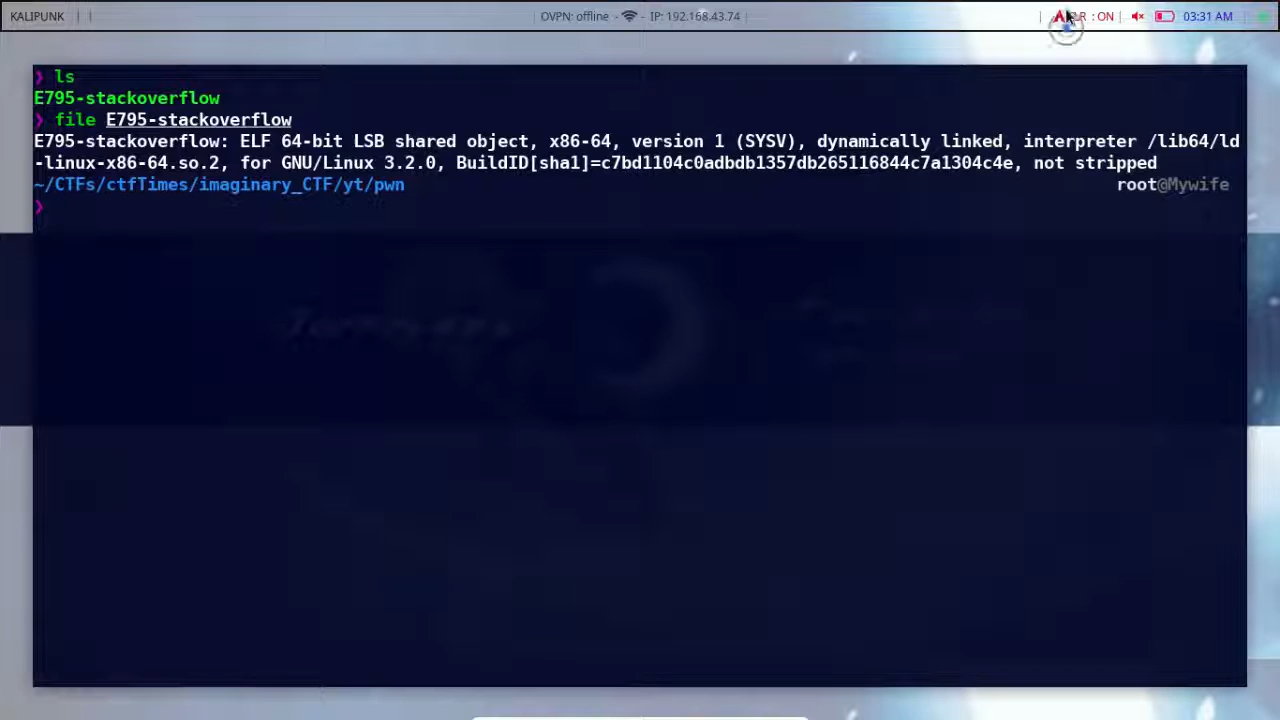 KALIPUNK | | | OVPN: offline - - IP: 192.168.43.74 | | R : ON | 03:31 AM
❯ ls
E795-stackoverflow
❯ file E795-stackoverflow
E795-stackoverflow: ELF 64-bit LSB shared object, x86-64, version 1 (SYSV), dynamically linked, interpreter /lib64/ld
-linux-x86-64.so.2, for GNU/Linux 3.2.0, BuildID[sha1]=c7bd1104c0adbdb1357db265116844c7a1304c4e, not stripped
~/CTFs/ctfTimes/imaginary_CTF/yt/pwn root@Mywife
❯